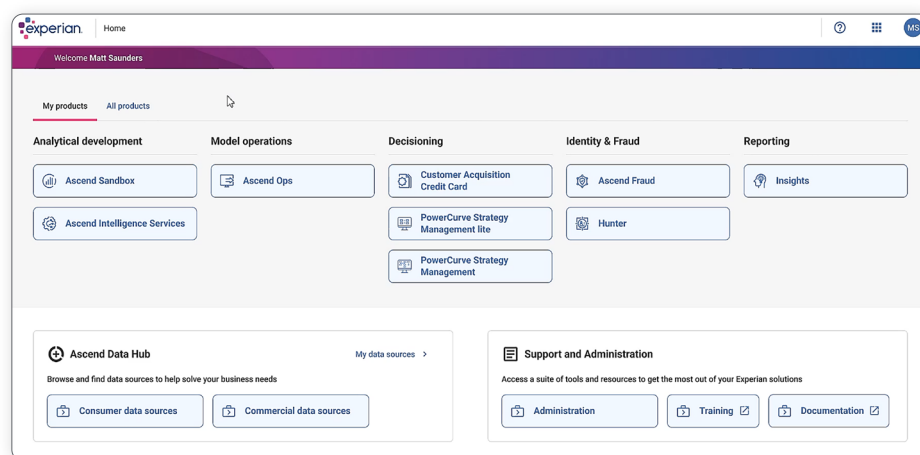 experian. Home
MS
Welcome Matt Saunders
My products All products
Analytical development Model operations Decisioning Identity & Fraud Reporting
Ascend Sandbox
Ascend Ops
Customer Acquisition
Credit Card
Ascend Fraud
Insights
Ascend Intelligence Services
PowerCurve Strategy
Management lite
Hunter
PowerCurve Strategy
Management
Ascend Data Hub
My data sources
Browse and find data sources to help solve your business needs
Consumer data sources
Commercial data sources
Support and Administration
Access a suite of tools and resources to get the most out of your Experian solutions
Administration
Training
Documentation